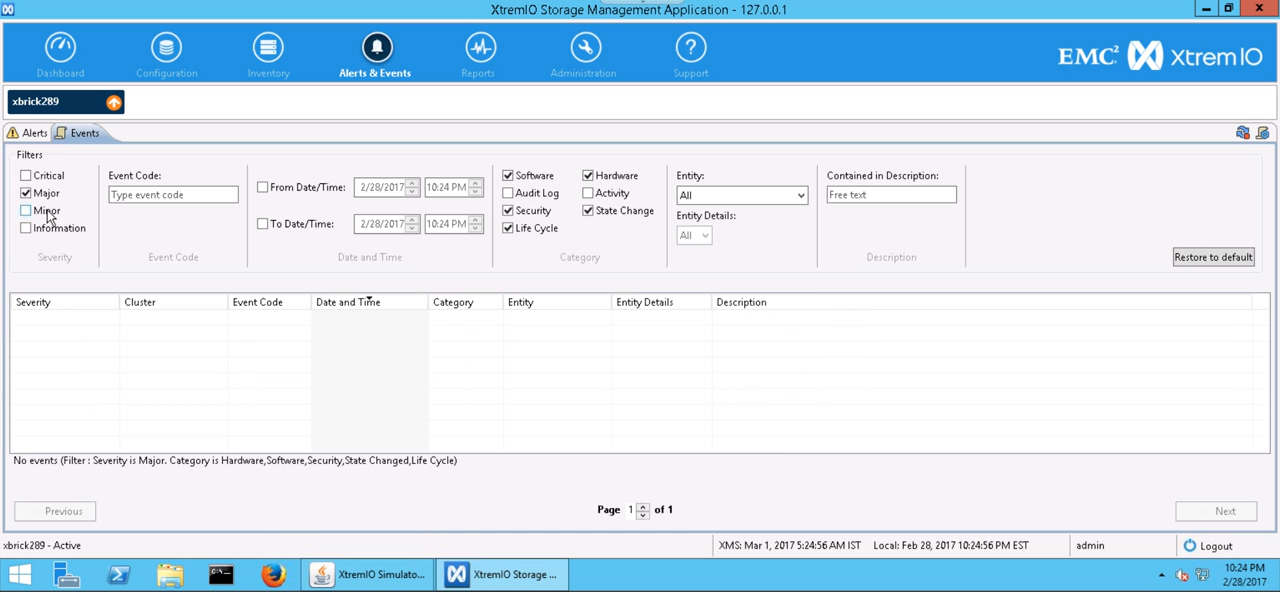 XtremIO Storage Management Application - 127.0.0.1
Dashboard
Configuration
Inventory
Alerts & Events
Reports
Administration
Support
EMC² XtremIO
xbrick289
Alerts
Events
Filters
Critical
Major
Minor
Information
Severity
Event Code:
Type event code
Event Code
From Date/Time: 2/28/2017 10:24 PM
To Date/Time: 2/28/2017 10:24 PM
Date and Time
Software
Hardware
Audit Log
Activity
Security
State Change
Life Cycle
Category
Entity:
All
Entity Details:
All
Contained in Description:
Free text
Description
Restore to default
Severity Cluster Event Code Date and Time Category Entity Entity Details Description
No events (Filter : Severity is Major. Category is Hardware,Software,Security,State Changed,Life Cycle)
Previous
Page 1 of 1
Next
xbrick289 - Active
XMS: Mar 1, 2017 5:24:56 AM IST Local: Feb 28, 2017 10:24:56 PM EST
admin
Logout
XtremIO Simulato...
XtremIO Storage ...
10:24 PM
2/28/2017